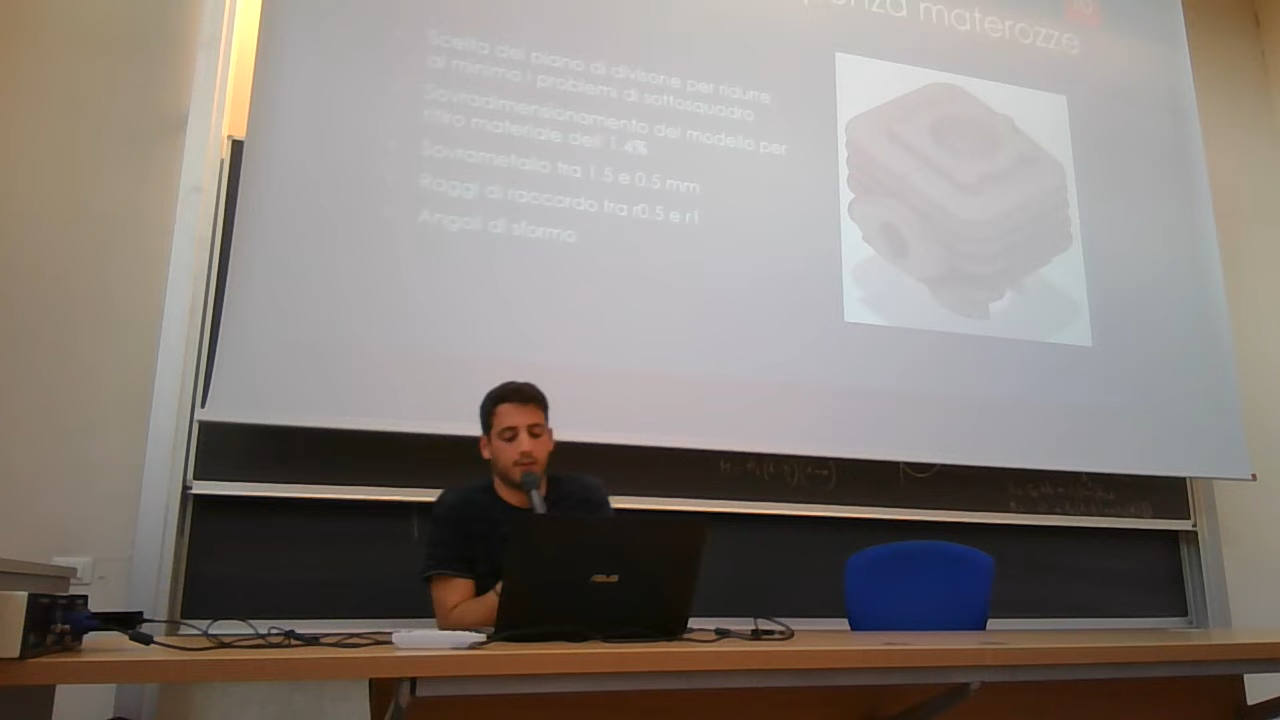 materozze
Scelta del piano di divisone per ridurre
al minimo i problemi di sottosquadro
Sovradimensionamento del modello per
ritiro materiale dell 1.4%
Sovrametallo tra 1.5 e 0.5 mm
Raggi di raccordo tra r0.5 e r1
Angoli di sformo
ASUS